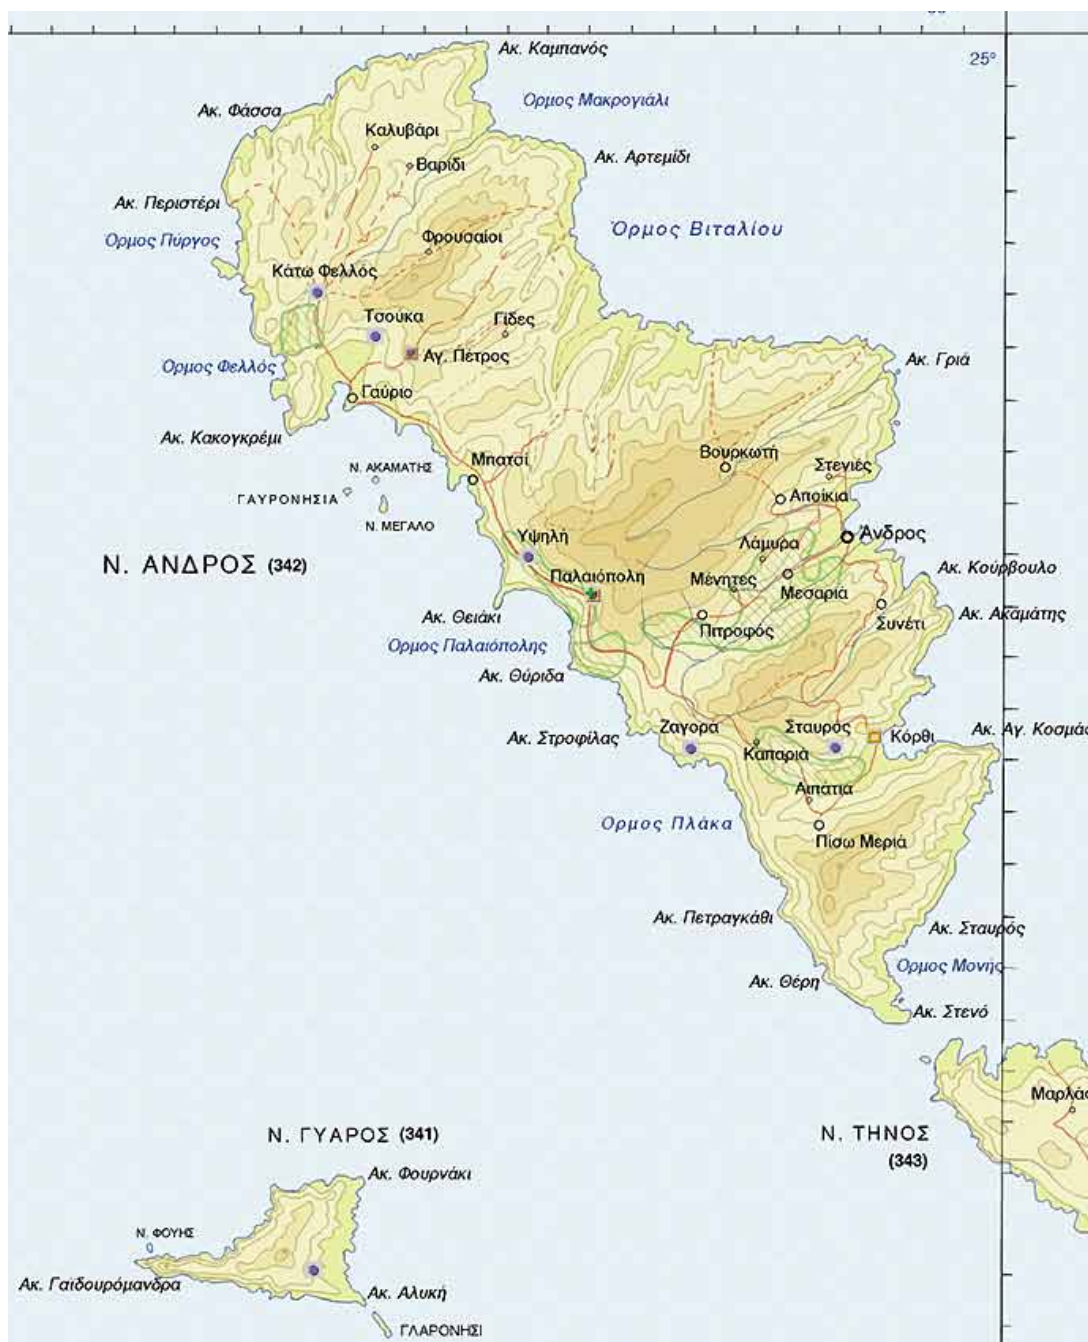 25°
Ακ. Καμπανός
Όρμος Μακρογιάλι
Ακ. Φάσσα
Καλυβάρι
Βαρίδι
Ακ. Αρτεμίδι
Ακ. Περιστέρι
Όρμος Βιταλίου
Όρμος Πύργος
Φρουσαίοι
Κάτω Φελλός
Τσούκα
Γίδες
Αγ. Πέτρος
Όρμος Φελλός
Ακ. Γριά
Γαύριο
Ακ. Κακογκρέμι
Βουρκωτή
Μπατσί
Στενιές
Ν. ΑΚΑΜΑΤΗΣ
ΓΑΥΡΟΝΗΣΙΑ
Αποίκια
Ν. ΜΕΓΑΛΟ
Υψηλή
Άνδρος
Λάμυρα
Ν. ΑΝΔΡΟΣ (342)
Παλαιόπολη
Μένητες
Μεσαριά
Ακ. Κούρβουλο
Ακ. Θειάκι
Ακ. Ακαμάτης
Πιτροφός
Συνέτι
Όρμος Παλαιόπολης
Ακ. Θύριδα
Ζαγορά
Σταυρός
Ακ. Αγ. Κοσμάς
Ακ. Στροφίλας
Κόρθι
Καπαριά
Αιπατια
Όρμος Πλάκα
Πίσω Μεριά
Ακ. Πετραγκάθι
Ακ. Σταυρός
Όρμος Μονής
Ακ. Θέρη
Ακ. Στενό
Μαρλάς
Ν. ΓΥΑΡΟΣ (341)
Ν. ΤΗΝΟΣ
(343)
Ακ. Φουρνάκι
Ν. ΦΟΥΗΣ
Ακ. Γαϊδουρόμανδρα
Ακ. Αλυκή
ΓΛΑΡΟΝΗΣΙ